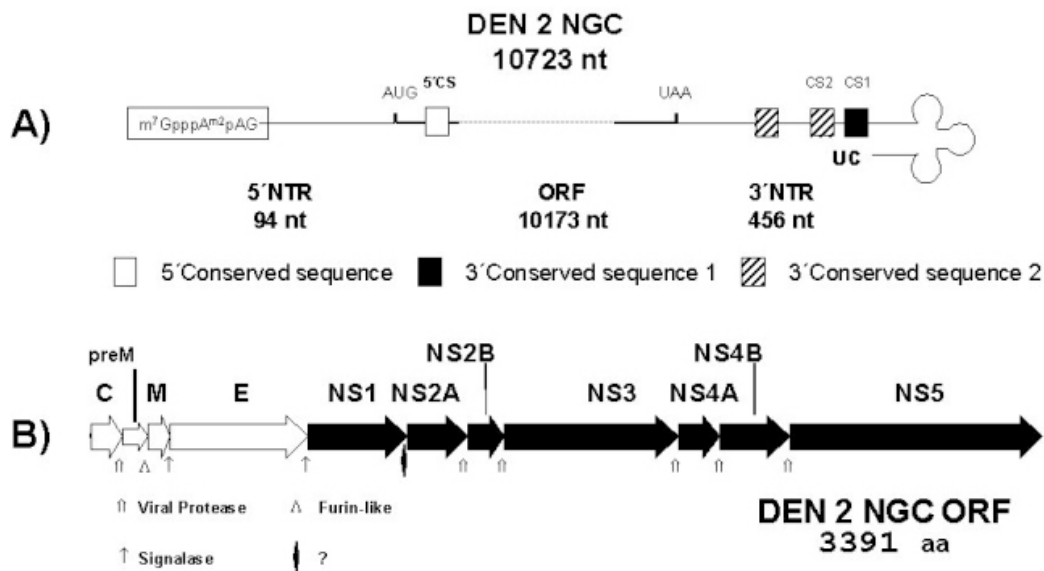 DEN 2 NGC
10723 nt
A)
m⁷GpppAᵐ²pAG
AUG
5´CS
UAA
CS2
CS1
UC
5´NTR
94 nt
ORF
10173 nt
3´NTR
456 nt
5´Conserved sequence
3´Conserved sequence 1
3´Conserved sequence 2
B)
preM
NS2B
NS4B
C M E NS1 NS2A NS3 NS4A NS5
⇑ Viral Protease
Λ Furin-like
↑ Signalase
?
DEN 2 NGC ORF
3391 aa